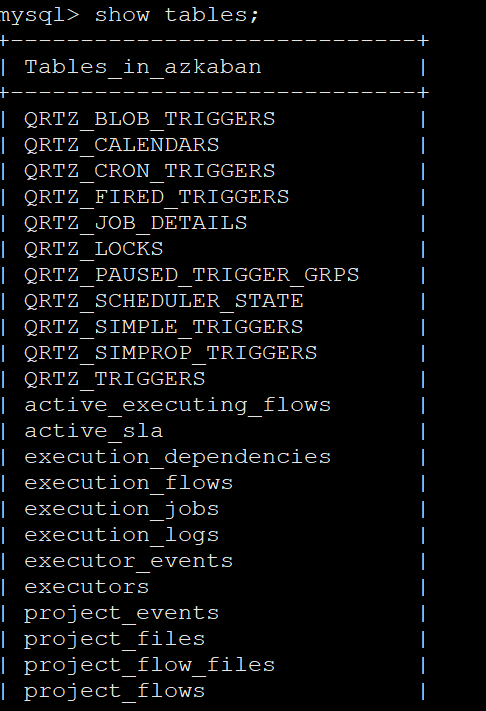 mysql> show tables;
+-----------------------------+
| Tables_in_azkaban |
+-----------------------------+
| QRTZ_BLOB_TRIGGERS |
| QRTZ_CALENDARS |
| QRTZ_CRON_TRIGGERS |
| QRTZ_FIRED_TRIGGERS |
| QRTZ_JOB_DETAILS |
| QRTZ_LOCKS |
| QRTZ_PAUSED_TRIGGER_GRPS |
| QRTZ_SCHEDULER_STATE |
| QRTZ_SIMPLE_TRIGGERS |
| QRTZ_SIMPROP_TRIGGERS |
| QRTZ_TRIGGERS |
| active_executing_flows |
| active_sla |
| execution_dependencies |
| execution_flows |
| execution_jobs |
| execution_logs |
| executor_events |
| executors |
| project_events |
| project_files |
| project_flow_files |
| project_flows |